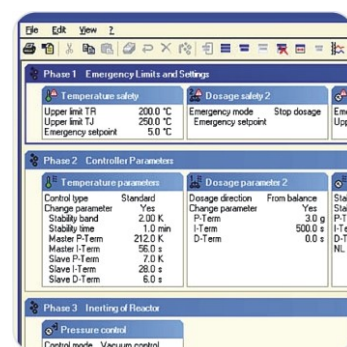 File Edit View ?
Phase 1 Emergency Limits and Settings
Temperature safety
Upper limit TR 200.0 °C
Upper limit TJ 250.0 °C
Emergency setpoint 5.0 °C
Dosage safety 2
Emergency mode Stop dosage
Emergency setpoint
Phase 2 Controller Parameters
Temperature parameters
Control type Standard
Change parameter Yes
Stability band 2.00 K
Stability time 1.0 min
Master P-Term 212.0 K
Master I-Term 56.0 s
Slave P-Term 7.0 K
Slave I-Term 28.0 s
Slave D-Term 6.0 s
Dosage parameter 2
Dosage direction From balance
Change parameter Yes
P-Term 3.0 g
I-Term 500.0 s
D-Term 0.0 s
NL
Phase 3 Inerting of Reactor
Pressure control
Control mode Vacuum control